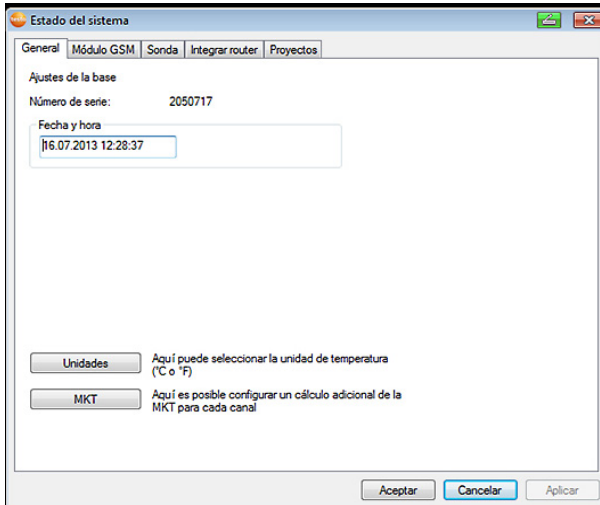 Estado del sistema
General Módulo GSM Sonda Integrar router Proyectos
Ajustes de la base
Número de serie: 2050717
Fecha y hora
16.07.2013 12:28:37
Unidades Aquí puede seleccionar la unidad de temperatura
(°C o °F)
MKT Aquí es posible configurar un cálculo adicional de la
MKT para cada canal
Aceptar Cancelar Aplicar